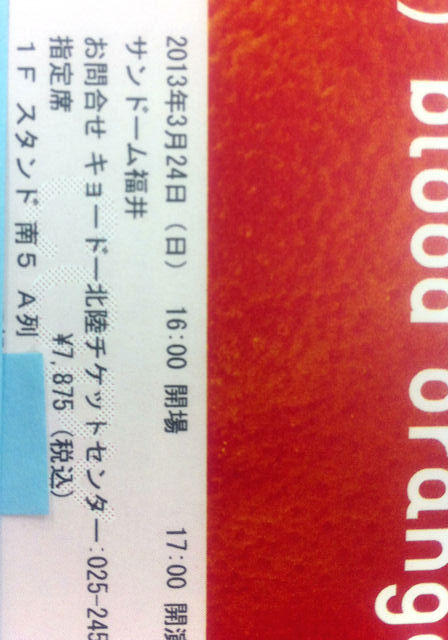 ) blood orang
2013年3月24日（日） 16:00 開場 17:00 開演
サンドーム福井
お問合せ キョードー北陸チケットセンター:025-245
指定席 ¥7,875（税込）
1F スタンド 南5 A列